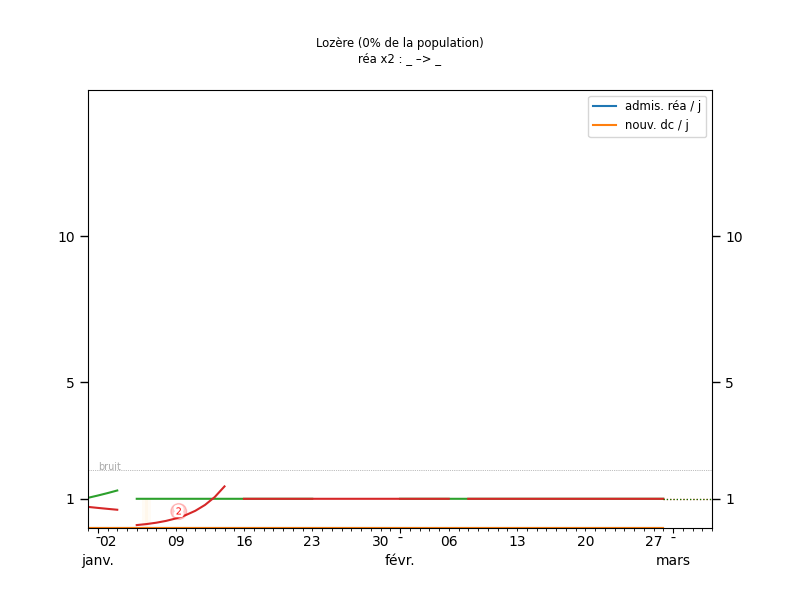 Lozère (0% de la population)
réa x2 : _ –> _
admis. réa / j
nouv. dc / j
10 10
5 5
bruit
1 1
2
02 09 16 23 30 06 13 20 27
janv. févr. mars